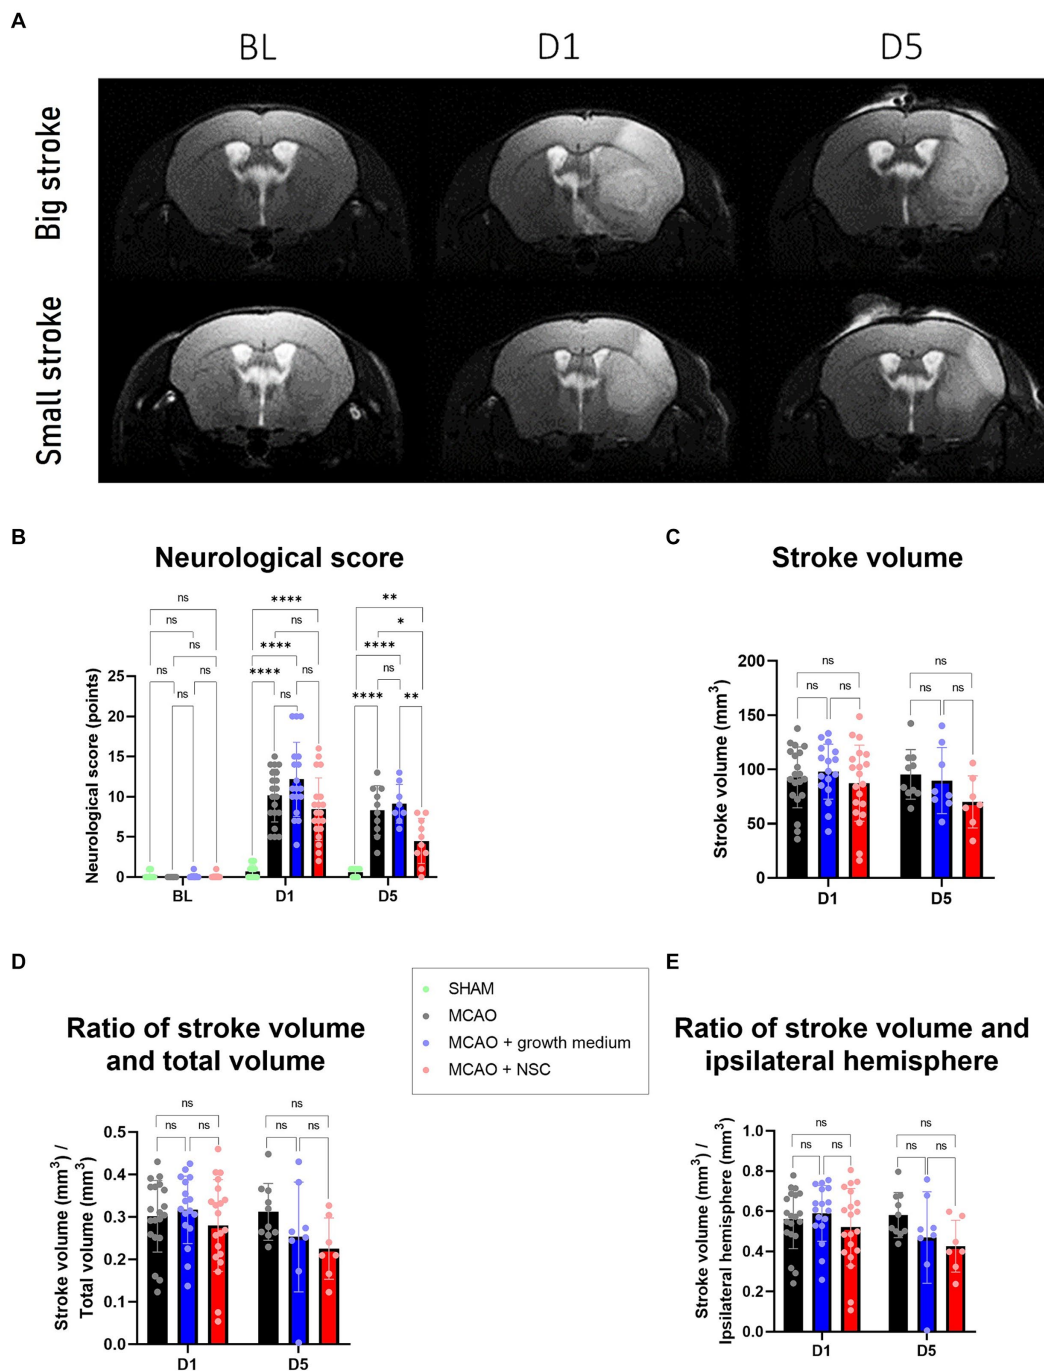 A
BL
D1
D5
Big stroke
Small stroke
B
Neurological score
ns
****
**
ns
ns
*
ns
****
****
ns
****
ns
ns
****
**
ns
ns
Neurological score (points)
25
20
15
10
5
0
BL
D1
D5
C
Stroke volume
ns
ns
ns
ns
ns
ns
Stroke volume (mm³)
200
150
100
50
0
D1
D5
D
Ratio of stroke volume
and total volume
ns
ns
ns
ns
ns
ns
Stroke volume (mm³) /
Total volume (mm³)
0.5
0.4
0.3
0.2
0.1
0.0
D1
D5
SHAM
MCAO
MCAO + growth medium
MCAO + NSC
E
Ratio of stroke volume and
ipsilateral hemisphere
ns
ns
ns
ns
ns
ns
Stroke volume (mm³) /
Ipsilateral hemisphere (mm³)
1.0
0.8
0.6
0.4
0.2
0.0
D1
D5